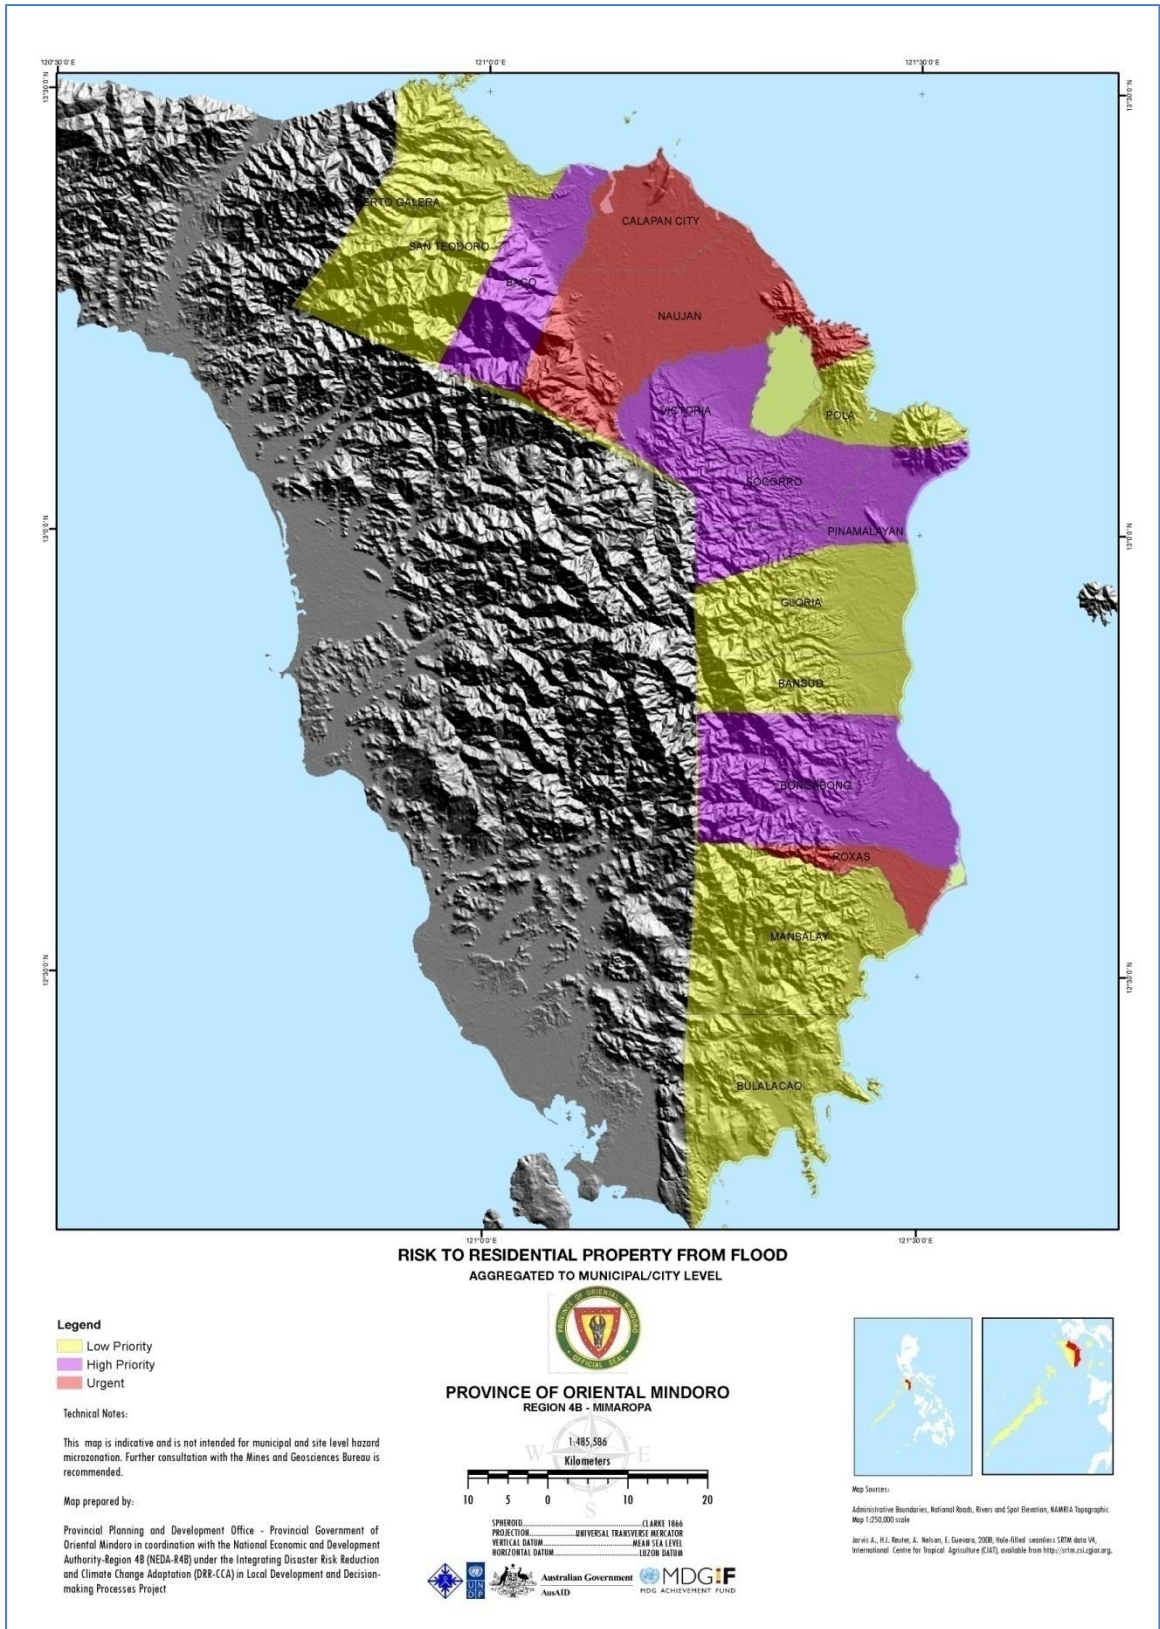 120°30'0"E
121°0'0"E
121°30'0"E
13°30'0"N
13°30'0"N
PUERTO GALERA
SAN TEODORO
BACO
CALAPAN CITY
NAUJAN
VICTORIA
POLA
SOCORRO
PINAMALAYAN
13°0'0"N
13°0'0"N
GLORIA
BANSUD
BONGABONG
ROXAS
MANSALAY
12°30'0"N
12°30'0"N
BULALACAO
121°0'0"E
121°30'0"E
RISK TO RESIDENTIAL PROPERTY FROM FLOOD
AGGREGATED TO MUNICIPAL/CITY LEVEL
PROVINCE OF ORIENTAL MINDORO
OFFICIAL SEAL
Legend
Low Priority
High Priority
Urgent
Technical Notes:
This map is indicative and is not intended for municipal and site level hazard
microzonation. Further consultation with the Mines and Geosciences Bureau is
recommended.
Map prepared by:
Provincial Planning and Development Office - Provincial Government of
Oriental Mindoro in coordination with the National Economic and Development
Authority-Region 4B (NEDA-R4B) under the Integrating Disaster Risk Reduction
and Climate Change Adaptation (DRR-CCA) in Local Development and Decision-
making Processes Project
PROVINCE OF ORIENTAL MINDORO
REGION 4B - MIMAROPA
1:485,586
W E
Kilometers
10 5 0 10 20
S
SPHEROID....................CLARKE 1866
PROJECTION....................UNIVERSAL TRANSVERSE MERCATOR
VERTICAL DATUM....................MEAN SEA LEVEL
HORIZONTAL DATUM....................LUZON DATUM
UNDP
Australian Government
AusAID
MDGiF
MDG ACHIEVEMENT FUND
Map Sources:
Administrative Boundaries, National Roads, Rivers and Spot Elevation, NAMRIA Topographic
Map 1:250,000 scale
Jarvis A., H.I. Reuter, A. Nelson, E. Guevara, 2008, Hole-filled seamless SRTM data V4,
International Centre for Tropical Agriculture (CIAT), available from http://srtm.csi.cgiar.org.